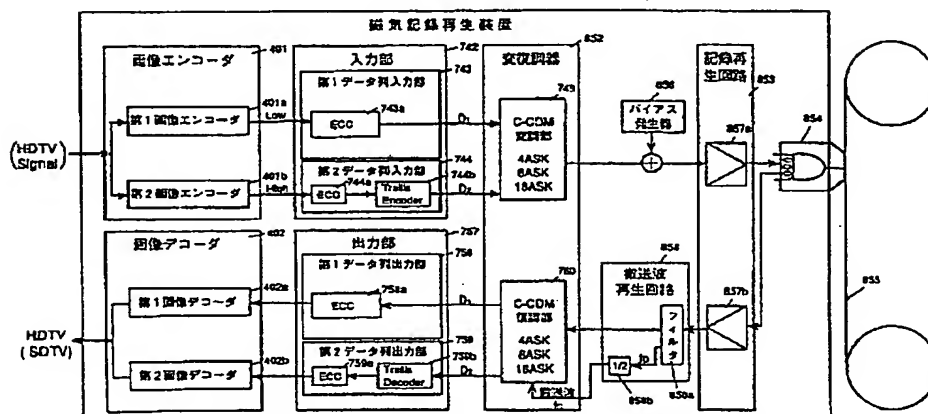 磁気記録再生装置
画像エンコーダ
401
入力部
742
変復調器
852
記録再
生回路
853
第1データ列入力部
743
401a
第1画像エンコーダ
Low
ECC
743a
D1
749
C-CDM
変調器
4ASK
8ASK
16ASK
856
バイアス
発生器
857a
854
(HDTV
Signal)
401b
第2画像エンコーダ
High
第2データ列入力部
744
ECC
744a
Trellis
Encoder
744b
D2
画像デコーダ
402
出力部
757
第1データ列出力部
758
402a
第1画像デコーダ
ECC
758a
D1
760
C-CDM
復調器
4ASK
8ASK
16ASK
858
搬送波
再生回路
フィルタ
858a
1/2
858b
857b
855
HDTV
(SDTV)
402b
第2画像デコーダ
第2データ列出力部
759
ECC
759a
Trellis
Decoder
759b
D2
搬送波